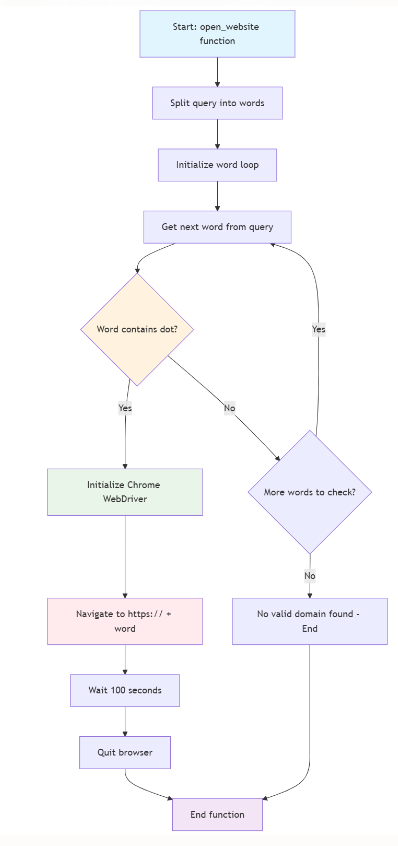 Start: open_website
function
Split query into words
Initialize word loop
Get next word from query
Word contains dot?
Yes
Yes
No
Initialize Chrome
WebDriver
More words to check?
No
Navigate to https:// +
word
No valid domain found -
End
Wait 100 seconds
Quit browser
End function